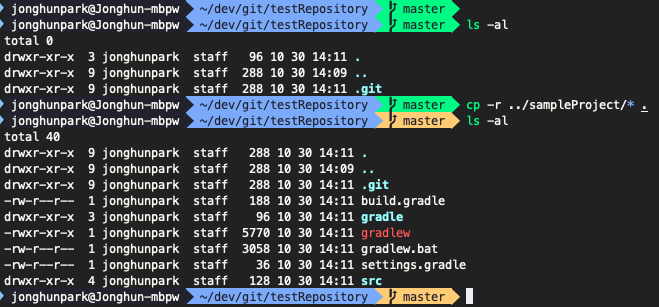 jonghunpark@Jonghun-mbpw ~/dev/git/testRepository master
jonghunpark@Jonghun-mbpw ~/dev/git/testRepository master ls -al
total 0
drwxr-xr-x 3 jonghunpark staff 96 10 30 14:11 .
drwxr-xr-x 9 jonghunpark staff 288 10 30 14:09 ..
drwxr-xr-x 9 jonghunpark staff 288 10 30 14:11 .git
jonghunpark@Jonghun-mbpw ~/dev/git/testRepository master cp -r ../sampleProject/* .
jonghunpark@Jonghun-mbpw ~/dev/git/testRepository master ls -al
total 40
drwxr-xr-x 9 jonghunpark staff 288 10 30 14:11 .
drwxr-xr-x 9 jonghunpark staff 288 10 30 14:09 ..
drwxr-xr-x 9 jonghunpark staff 288 10 30 14:11 .git
-rw-r--r-- 1 jonghunpark staff 188 10 30 14:11 build.gradle
drwxr-xr-x 3 jonghunpark staff 96 10 30 14:11 gradle
-rwxr-xr-x 1 jonghunpark staff 5770 10 30 14:11 gradlew
-rw-r--r-- 1 jonghunpark staff 3058 10 30 14:11 gradlew.bat
-rw-r--r-- 1 jonghunpark staff 36 10 30 14:11 settings.gradle
drwxr-xr-x 4 jonghunpark staff 128 10 30 14:11 src
jonghunpark@Jonghun-mbpw ~/dev/git/testRepository master